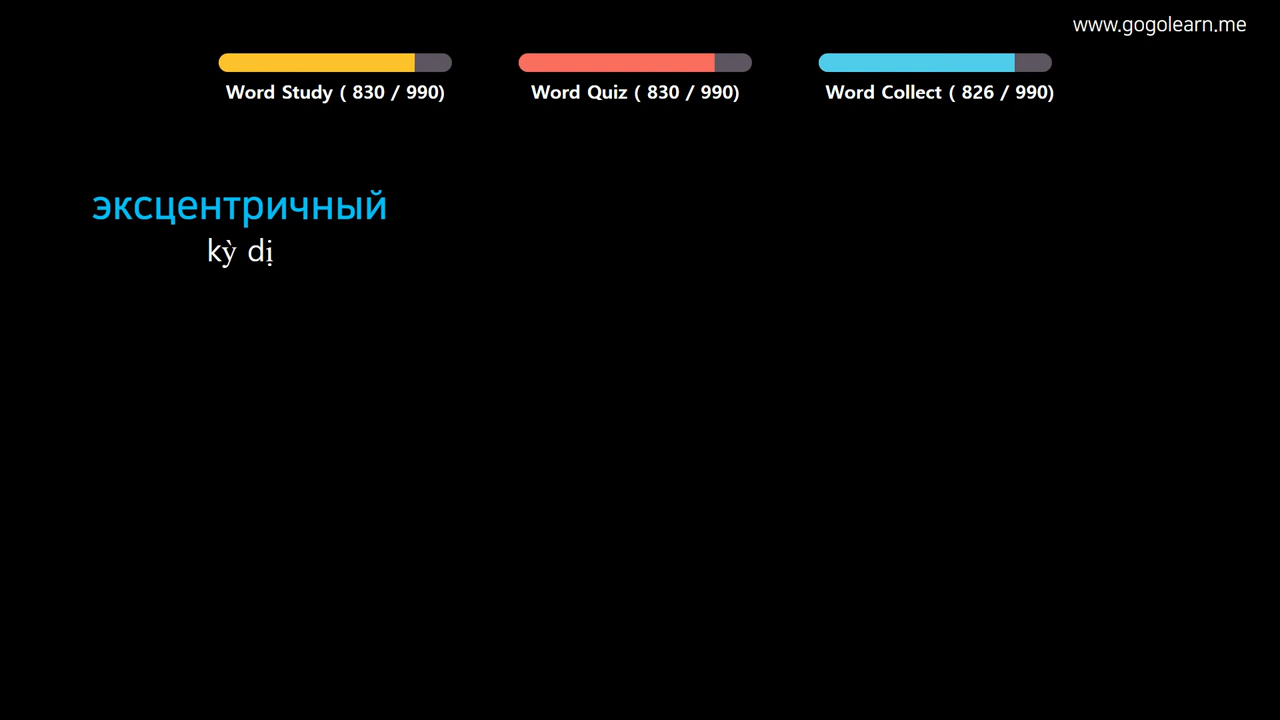 www.gogolearn.me
Word Study ( 830 / 990)
Word Quiz ( 830 / 990)
Word Collect ( 826 / 990)
эксцентричный
kỳ dị